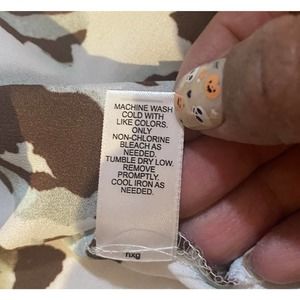 MACHINE WASH
COLD WITH
LIKE COLORS.
ONLY
NON-CHLORINE
BLEACH AS
NEEDED.
TUMBLE DRY LOW.
REMOVE
PROMPTLY.
COOL IRON AS
NEEDED.
nxg